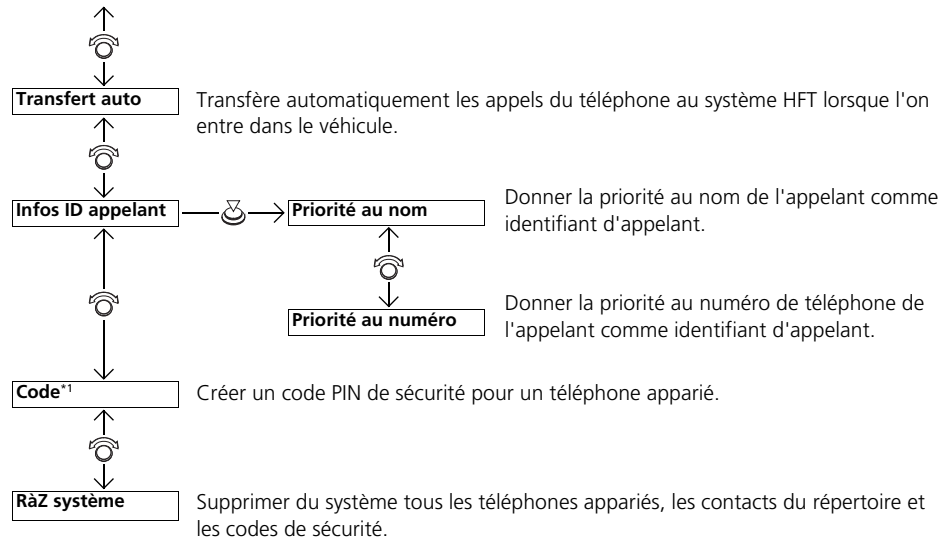 Transfert auto
Transfère automatiquement les appels du téléphone au système HFT lorsque l'on
entre dans le véhicule.
Infos ID appelant
Priorité au nom
Donner la priorité au nom de l'appelant comme
identifiant d'appelant.
Priorité au numéro
Donner la priorité au numéro de téléphone de
l'appelant comme identifiant d'appelant.
Code*1
Créer un code PIN de sécurité pour un téléphone apparié.
RàZ système
Supprimer du système tous les téléphones appariés, les contacts du répertoire et
les codes de sécurité.